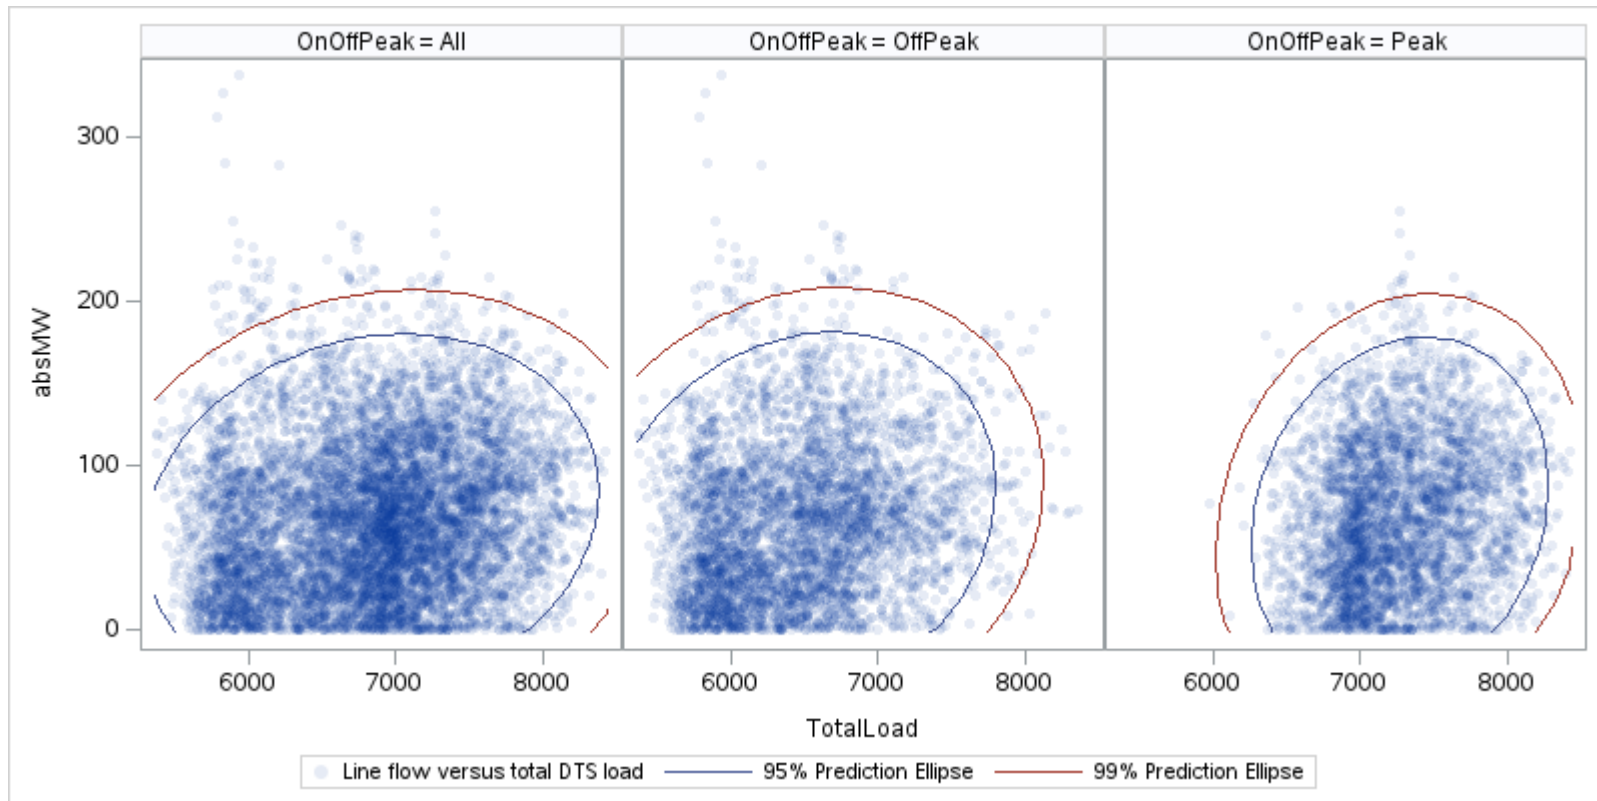 OnOffPeak = All
OnOffPeak = OffPeak
OnOffPeak = Peak
absMW
300
200
100
0
6000 7000 8000
6000 7000 8000
6000 7000 8000
TotalLoad
Line flow versus total DTS load 95% Prediction Ellipse 99% Prediction Ellipse